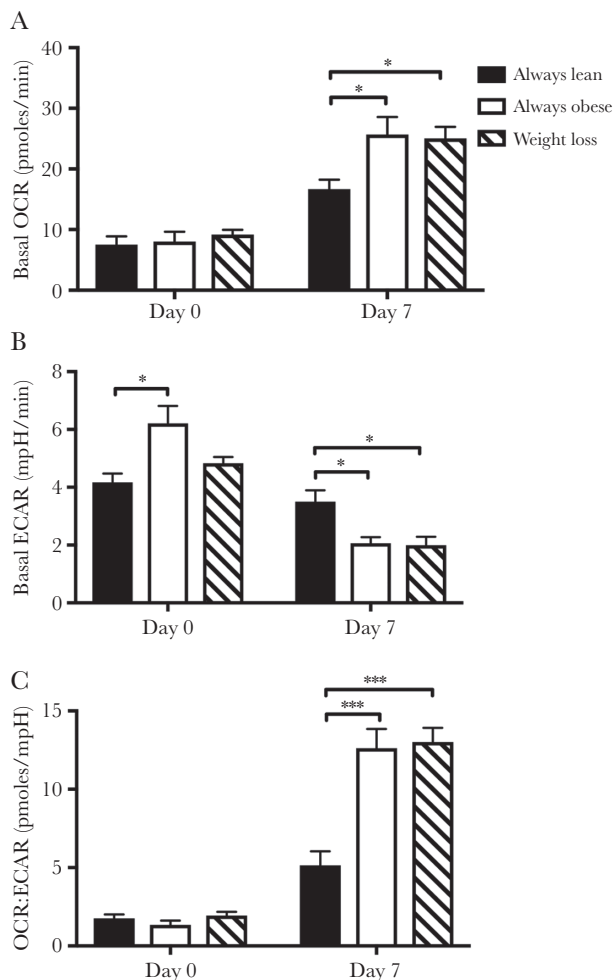 A
Basal OCR (pmoles/min)
40
30
20
10
0
*
*
Always lean
Always obese
Weight loss
Day 0
Day 7
B
Basal ECAR (mpH/min)
8
6
4
2
0
*
*
*
Day 0
Day 7
C
OCR:ECAR (pmoles/mpH)
15
10
5
0
***
***
Day 0
Day 7